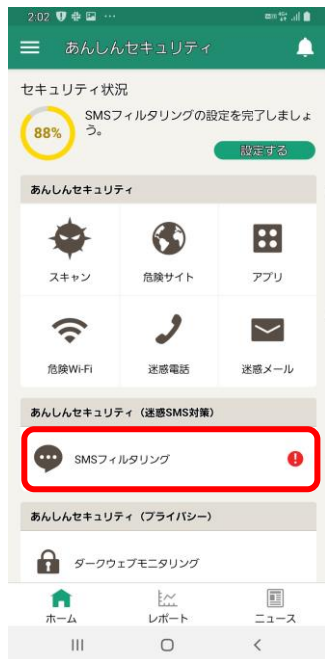 2:02
あんしんセキュリティ
セキュリティ状況
88%
SMSフィルタリングの設定を完了しましょ
う。
設定する
あんしんセキュリティ
スキャン
危険サイト
アプリ
危険Wi-Fi
迷惑電話
迷惑メール
あんしんセキュリティ（迷惑SMS対策）
SMSフィルタリング
あんしんセキュリティ（プライバシー）
ダークウェブモニタリング
ホーム
レポート
ニュース